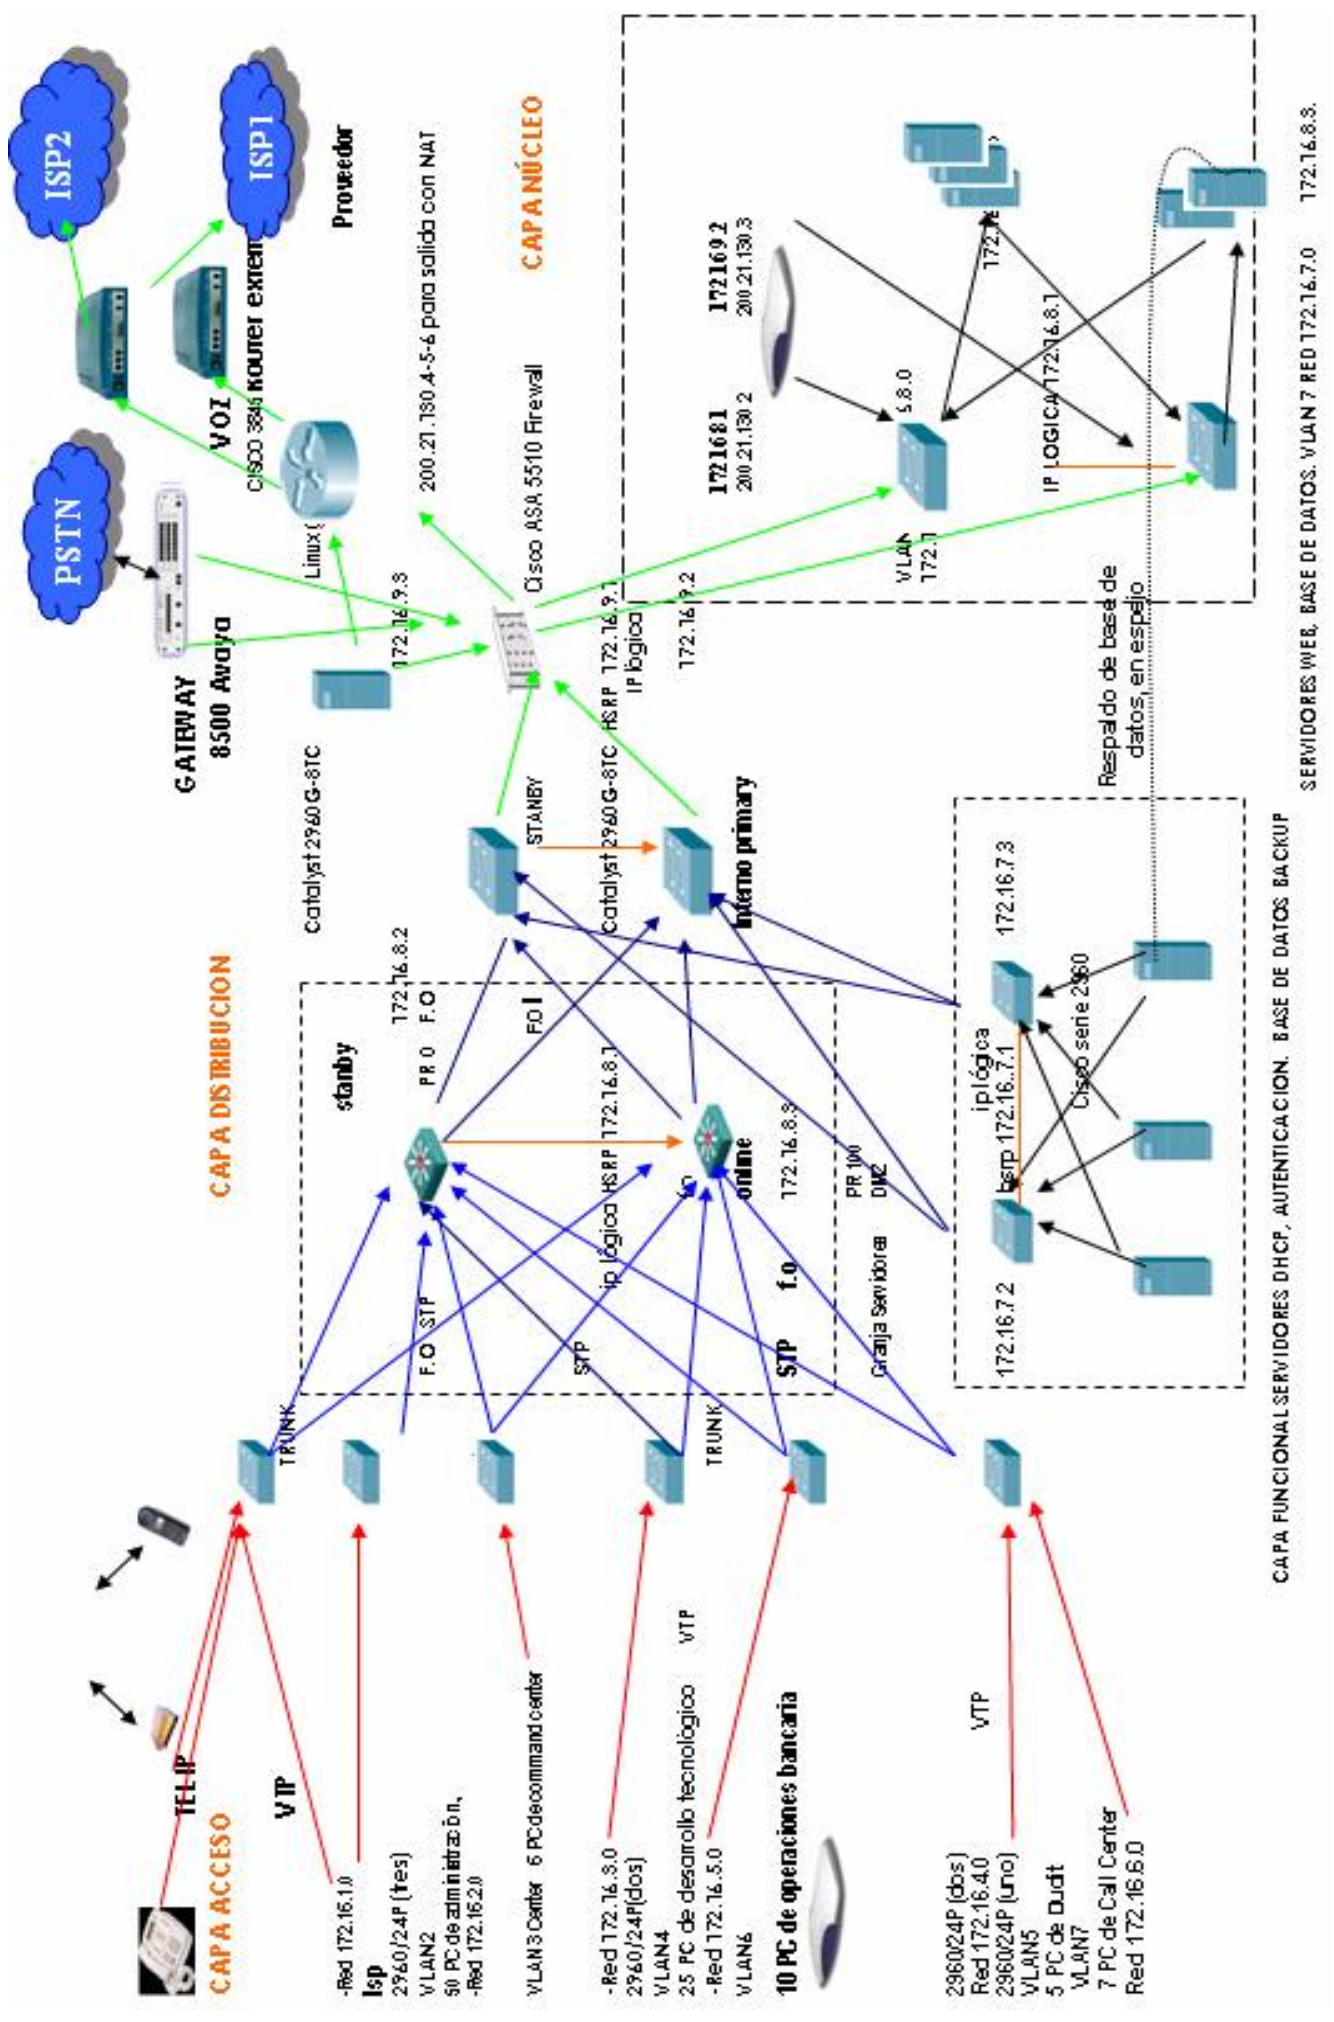 CAPA ACCESO
TEL IP
VTP
-Red 172.16.1.0
Isp
2960/24P (tres)
VLAN2
50 PC de administración,
-Red 172.16.2.0
VLAN3 Center 6 PC de command center
-Red 172.16.3.0
2960/24P(dos)
VLAN4
25 PC de desarrollo tecnológico
VTP
-Red 172.16.5.0
VLAN6
10 PC de operaciones bancaria
2960/24P (dos)
Red 172.16.4.0
2960/24P (uno)
VLAN5
5 PC de Oudit
VLAN7
7 PC de Call Center
Red 172.16.6.0
VTP
CAPA DISTRIBUCION
TRUNK
TRUNK
stanby
172.16.8.2
F.O STP
PR O F.O
F.O
STP
ip lógica HSRP 172.16.8.1
online
172.16.8.3
f.o
STP
PR 100
DMZ
Granja Servidores
Catalyst 2960G-8TC
STANBY
Catalyst 2960G-8TC HSRP 172.16.9.1
IP lógica
172.16.9.2
Interno primary
172.16.7.2
172.16.7.3
ip lógica
hsrp 172.16.7.1
Cisco serie 2960
CAPA FUNCIONAL SERVIDORES DHCP, AUTENTICACION. BASE DE DATOS BACKUP
Respaldo de base de
datos, en espejo
GATEWAY
8500 Avaya
PSTN
ISP2
ISP1
VOZ
CISCO 3845 Router extern
Proveedor
Linux
172.16.9.3
200.21.130.4-5-6 para salida con NAT
Cisco ASA 5510 Firewall
CAPA NÚCLEO
1721681
200.21.130.2
172169 2
200.21.130.3
VLAN
172.1
6.8.0
IP LOGICA 172.16.8.1
SERVIDORES WEB, BASE DE DATOS. VLAN 7 RED 172.16.7.0
172.16.8.3.